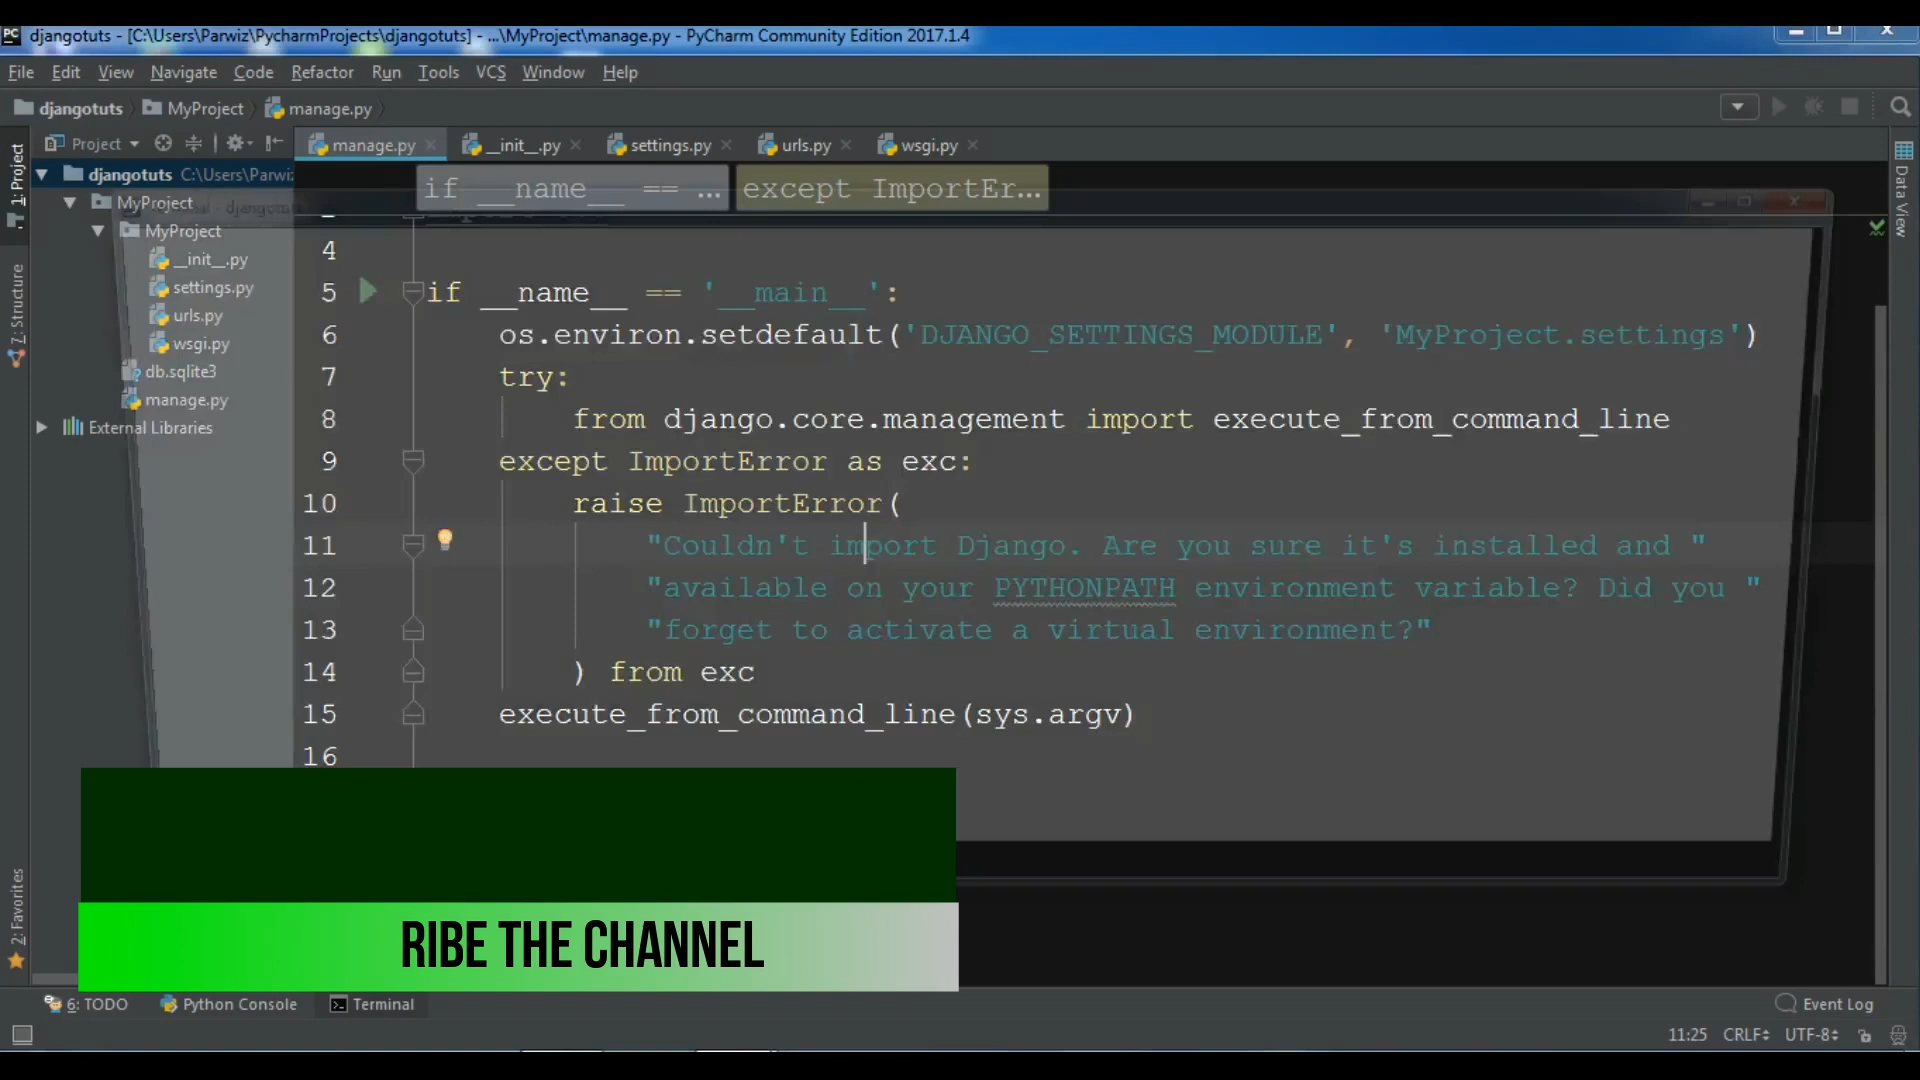 djangotuts - [C:\Users\Parwiz\PycharmProjects\djangotuts] - ...\MyProject\manage.py - PyCharm Community Edition 2017.1.4
File Edit View Navigate Code Refactor Run Tools VCS Window Help
djangotuts MyProject manage.py
1: Project
Project
manage.py __init__.py settings.py urls.py wsgi.py
djangotuts C:\Users\Parwiz
MyProject
MyProject
__init__.py
settings.py
urls.py
wsgi.py
db.sqlite3
manage.py
External Libraries
7: Structure
2: Favorites
Data View
if __name__ == ... except ImportEr...
4
5 if __name__ == '__main__':
6 os.environ.setdefault('DJANGO_SETTINGS_MODULE', 'MyProject.settings')
7 try:
8 from django.core.management import execute_from_command_line
9 except ImportError as exc:
10 raise ImportError(
11 "Couldn't import Django. Are you sure it's installed and "
12 "available on your PYTHONPATH environment variable? Did you "
13 "forget to activate a virtual environment?"
14 ) from exc
15 execute_from_command_line(sys.argv)
16
RIBE THE CHANNEL
6: TODO Python Console Terminal Event Log
11:25 CRLF UTF-8